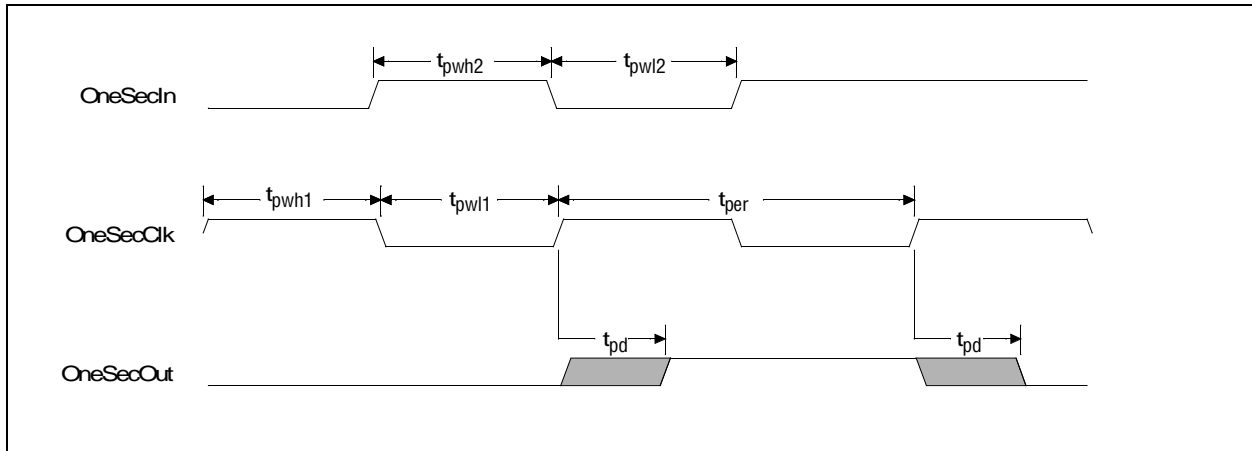 tpwh2
tpwl2
OneSecIn
tpwh1
tpwl1
tper
OneSecClk
tpd
tpd
OneSecOut